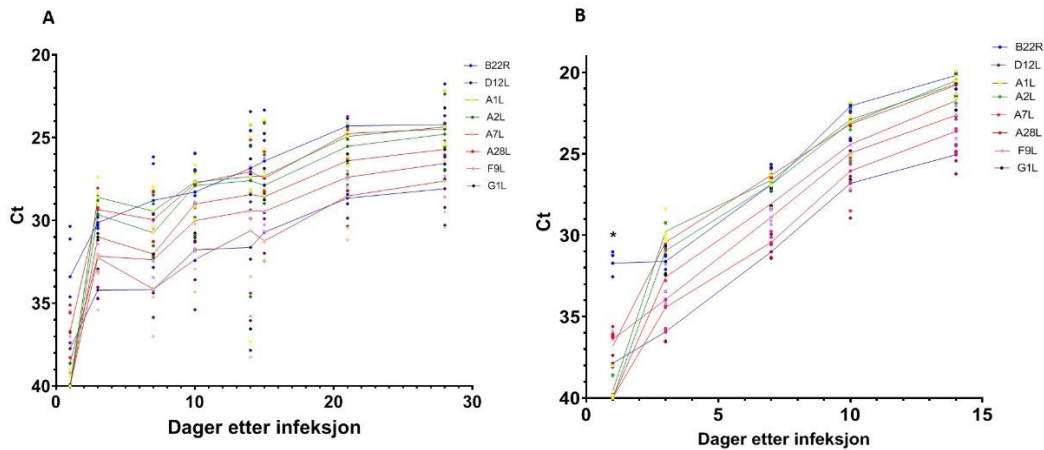 A
20
25
30
35
40
Ct
0
10
20
30
Dager etter infeksjon
B22R
D12L
A1L
A2L
A7L
A28L
F9L
G1L
B
20
25
30
35
40
Ct
*
0
5
10
15
Dager etter infeksjon
B22R
D12L
A1L
A2L
A7L
A28L
F9L
G1L